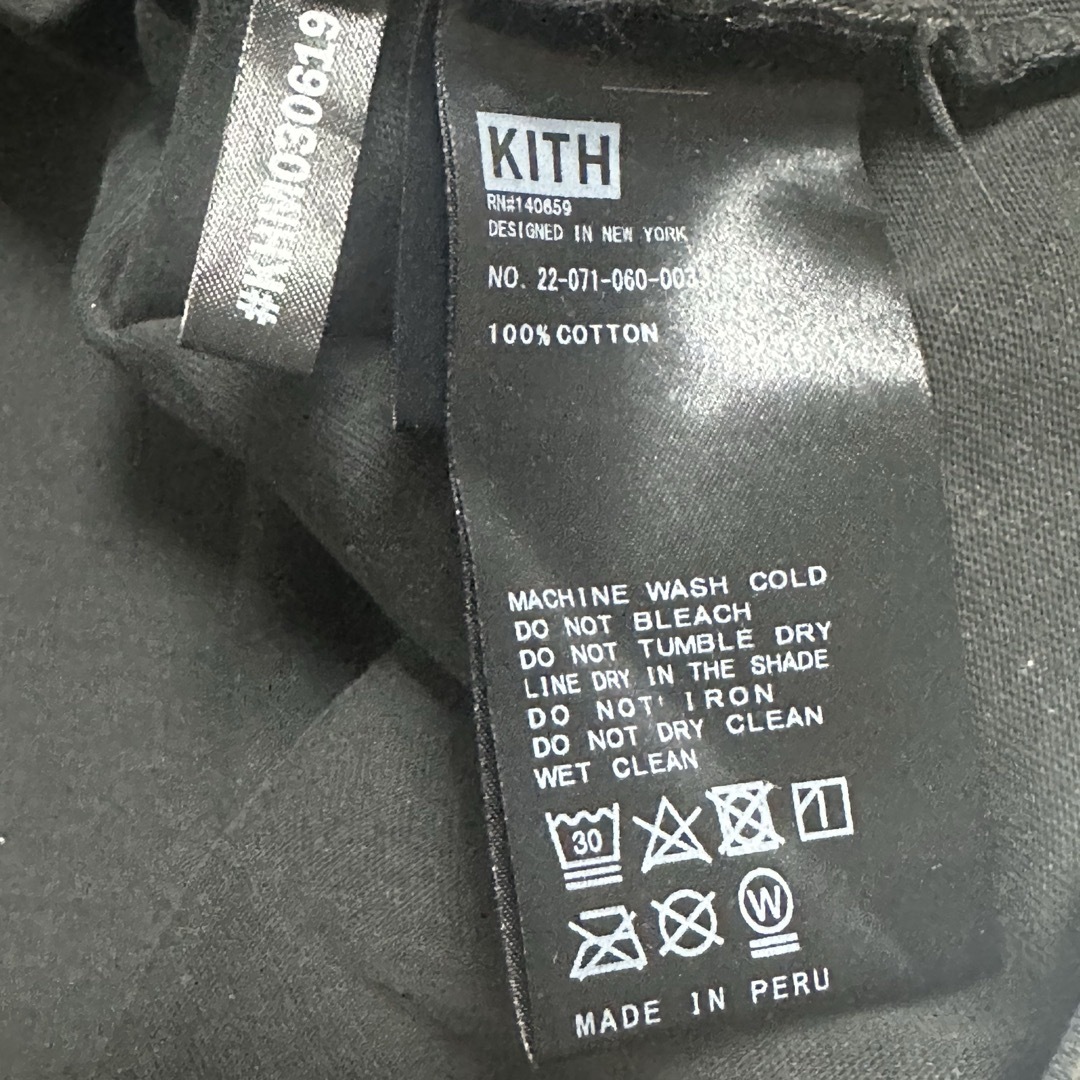 #KHM030619
KITH
RN#140659
DESIGNED IN NEW YORK
NO. 22-071-060-003
100% COTTON
MACHINE WASH COLD
DO NOT BLEACH
DO NOT TUMBLE DRY
LINE DRY IN THE SHADE
DO NOT IRON
DO NOT DRY CLEAN
WET CLEAN
30
W
MADE IN PERU